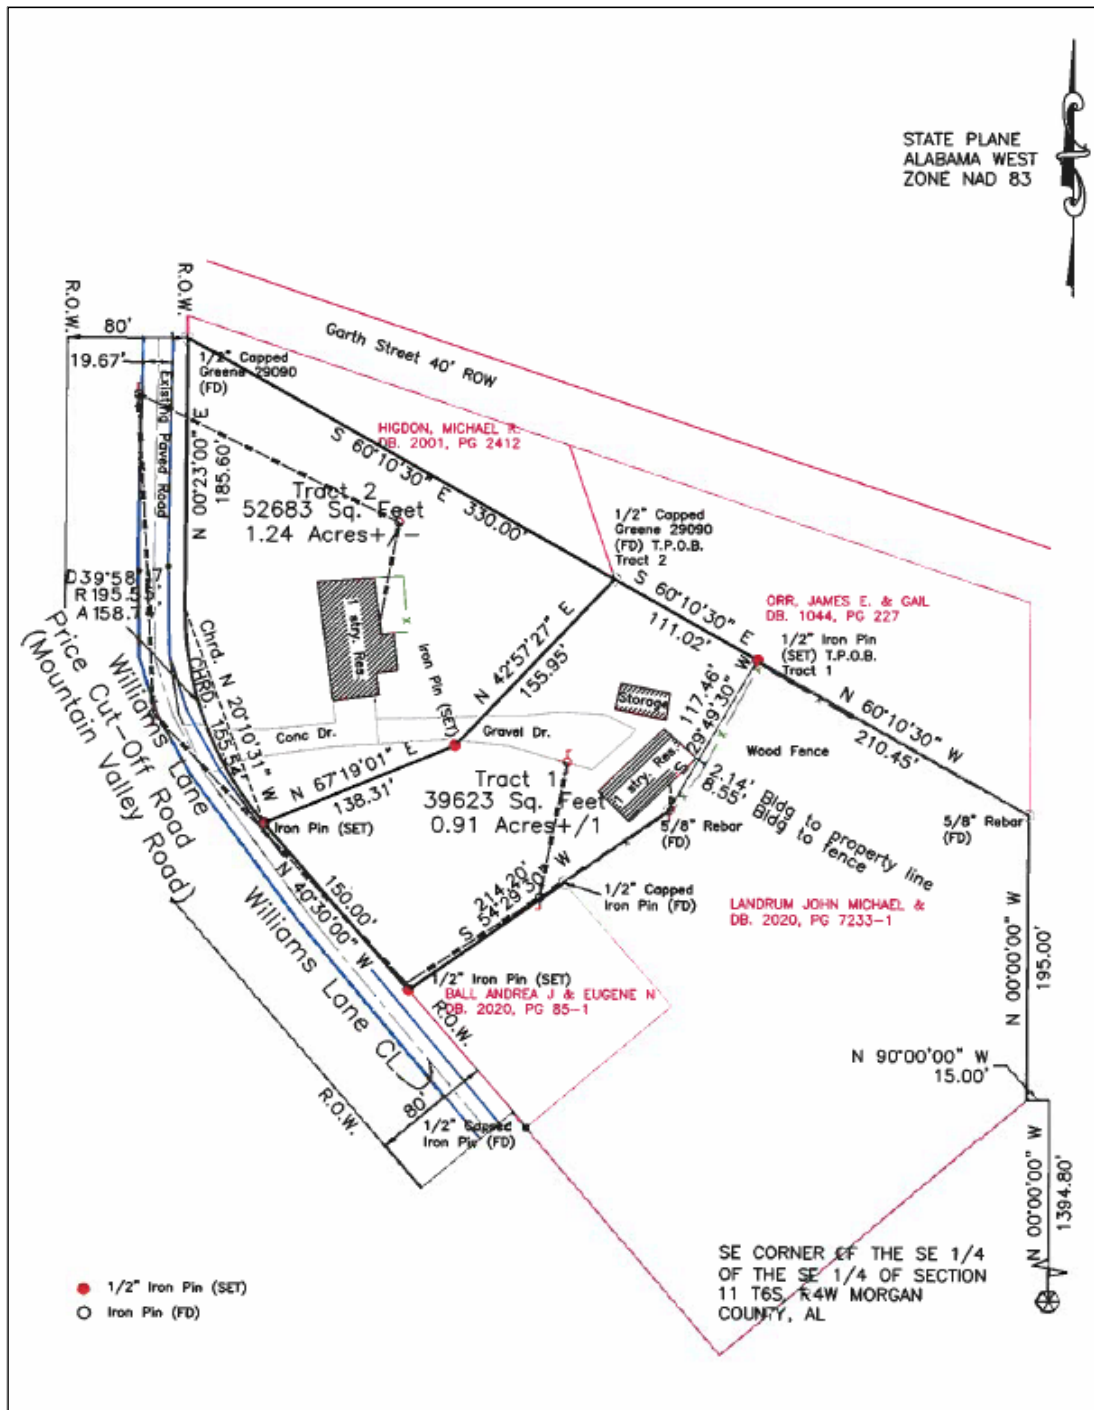 STATE PLANE
ALABAMA WEST
ZONE NAD 83
R.O.W.
R.O.W.
80'
19.67'
1/2" Capped
Greene 29090
(FD)
Garth Street 40' ROW
Existing Paved Road
N 00°23'00" E
185.60'
HIGDON, MICHAEL R.
DB. 2001, PG 2412
S 60°10'30" E 330.00'
Tract 2
52683 Sq. Feet
1.24 Acres+/-
1/2" Capped
Greene 29090
(FD) T.P.O.B.
Tract 2
S 60°10'30" E
111.02'
ORR, JAMES E. & GAIL
DB. 1044, PG 227
1/2" Iron Pin
(SET) T.P.O.B.
Tract 1
N 60°10'30" W
210.45'
D39°58
R195.5
A158.7
1 stry. Res.
Iron Pin
(SET)
N 42°57'27" E
155.95'
117.46'
S 29°49'30" W
Storage
Chrd. N 20°10'31" W
CHRD. 155.54'
Williams Lane
Price Cut-Off Road
(Mountain Valley Road)
Conc Dr.
Gravel Dr.
Wood Fence
N 67°19'01" E
138.31'
Tract 1
39623 Sq. Feet
0.91 Acres+/1
1 stry. Res.
2.14' Bldg to property line
8.55' Bldg to fence
Iron Pin (SET)
5/8" Rebar
(FD)
5/8" Rebar
(FD)
N 40°30'00" W
150.00'
214.20'
S 54°29'30" W
1/2" Capped
Iron Pin (FD)
LANDRUM JOHN MICHAEL &
DB. 2020, PG 7233-1
N 00°00'00" W
195.00'
1/2" Iron Pin (SET)
BALL ANDREA J & EUGENE N
DB. 2020, PG 85-1
R.O.W.
Williams Lane CL
N 90°00'00" W
15.00'
R.O.W.
80'
1/2" Capped
Iron Pin (FD)
N 00°00'00" W
1394.80'
SE CORNER OF THE SE 1/4
OF THE SE 1/4 OF SECTION
11 T6S, R4W MORGAN
COUNTY, AL
1/2" Iron Pin (SET)
Iron Pin (FD)